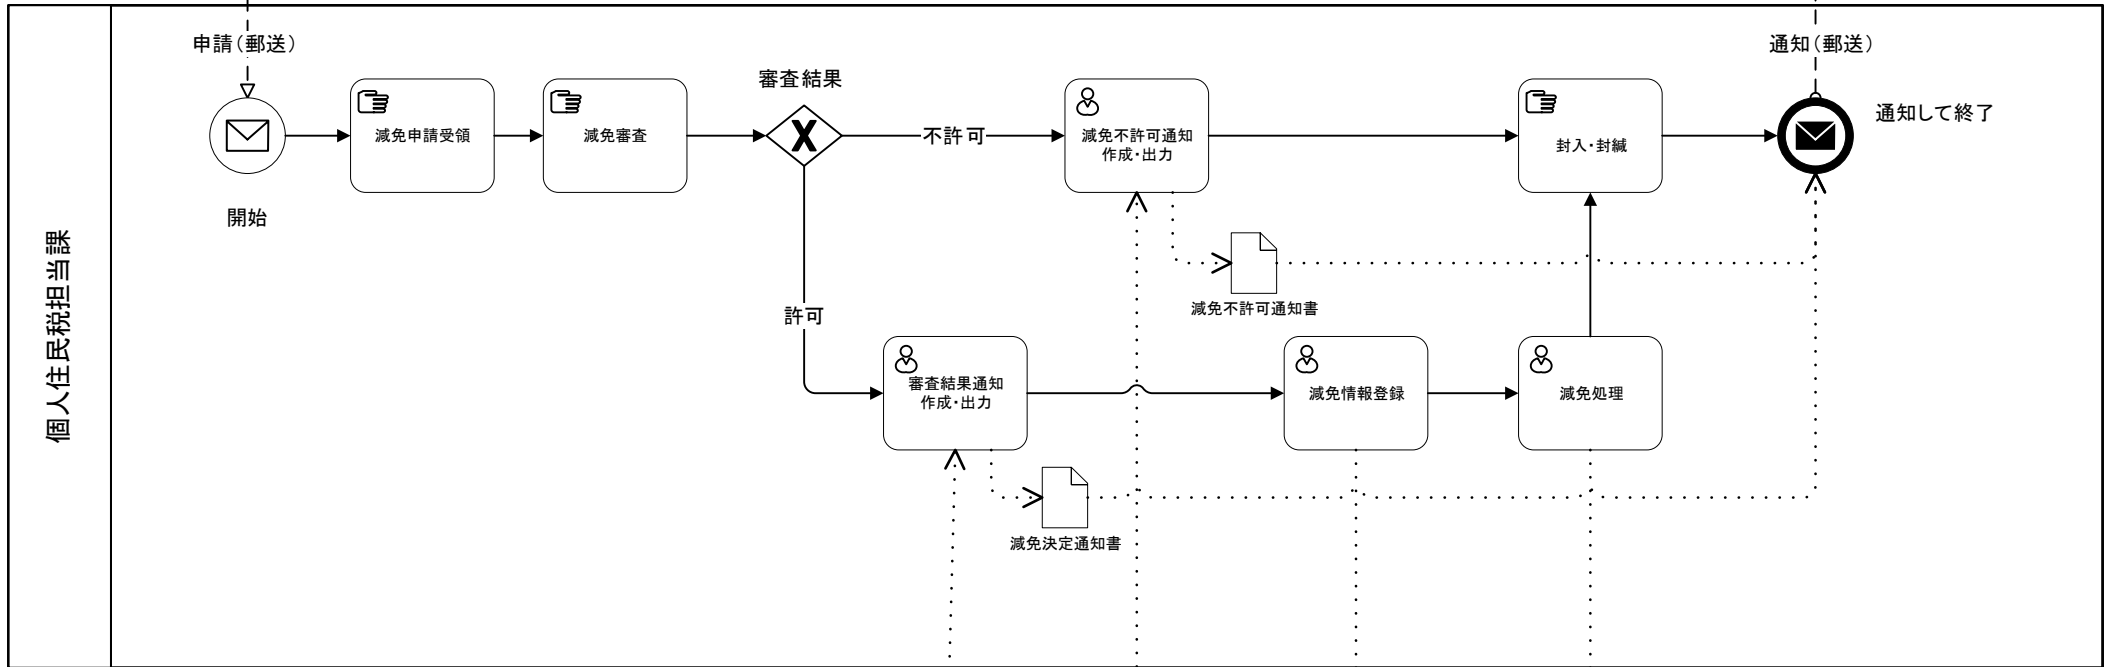 申請(郵送)
通知(郵送)
審査結果
通知して終了
減免申請受領
減免審査
不許可
減免不許可通知
作成・出力
封入・封緘
開始
個人住民税担当課
減免不許可通知書
許可
審査結果通知
作成・出力
減免情報登録
減免処理
減免決定通知書